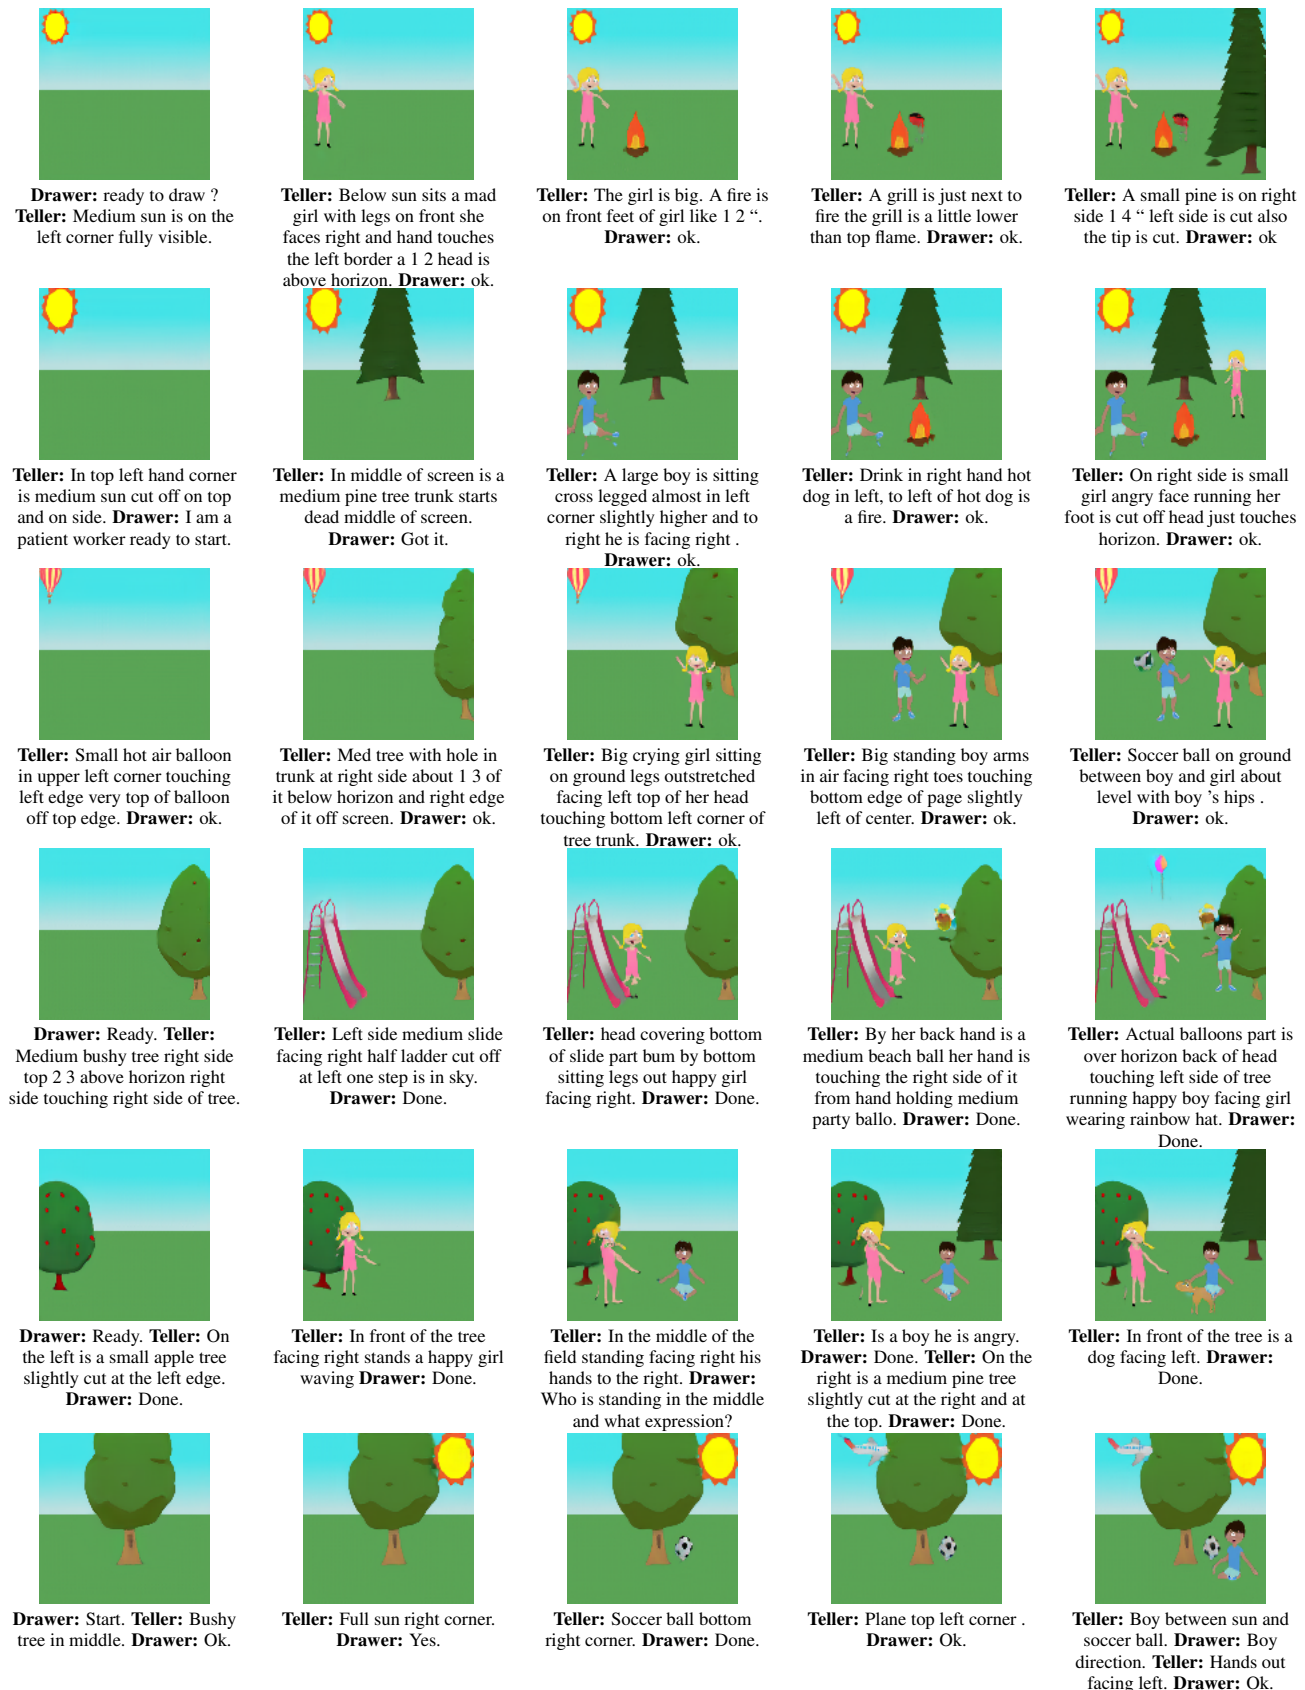 Drawer: ready to draw ?
Teller: Medium sun is on the
left corner fully visible.
Teller: Below sun sits a mad
girl with legs on front she
faces right and hand touches
the left border a 1 2 head is
above horizon. Drawer: ok.
Teller: The girl is big. A fire is
on front feet of girl like 1 2 “.
Drawer: ok.
Teller: A grill is just next to
fire the grill is a little lower
than top flame. Drawer: ok.
Teller: A small pine is on right
side 1 4 “ left side is cut also
the tip is cut. Drawer: ok
Teller: In top left hand corner
is medium sun cut off on top
and on side. Drawer: I am a
patient worker ready to start.
Teller: In middle of screen is a
medium pine tree trunk starts
dead middle of screen.
Drawer: Got it.
Teller: A large boy is sitting
cross legged almost in left
corner slightly higher and to
right he is facing right .
Drawer: ok.
Teller: Drink in right hand hot
dog in left, to left of hot dog is
a fire. Drawer: ok.
Teller: On right side is small
girl angry face running her
foot is cut off head just touches
horizon. Drawer: ok.
Teller: Small hot air balloon
in upper left corner touching
left edge very top of balloon
off top edge. Drawer: ok.
Teller: Med tree with hole in
trunk at right side about 1 3 of
it below horizon and right edge
of it off screen. Drawer: ok.
Teller: Big crying girl sitting
on ground legs outstretched
facing left top of her head
touching bottom left corner of
tree trunk. Drawer: ok.
Teller: Big standing boy arms
in air facing right toes touching
bottom edge of page slightly
left of center. Drawer: ok.
Teller: Soccer ball on ground
between boy and girl about
level with boy ’s hips .
Drawer: ok.
Drawer: Ready. Teller:
Medium bushy tree right side
top 2 3 above horizon right
side touching right side of tree.
Teller: Left side medium slide
facing right half ladder cut off
at left one step is in sky.
Drawer: Done.
Teller: head covering bottom
of slide part bum by bottom
sitting legs out happy girl
facing right. Drawer: Done.
Teller: By her back hand is a
medium beach ball her hand is
touching the right side of it
from hand holding medium
party ballo. Drawer: Done.
Teller: Actual balloons part is
over horizon back of head
touching left side of tree
running happy boy facing girl
wearing rainbow hat. Drawer:
Done.
Drawer: Ready. Teller: On
the left is a small apple tree
slightly cut at the left edge.
Drawer: Done.
Teller: In front of the tree
facing right stands a happy girl
waving Drawer: Done.
Teller: In the middle of the
field standing facing right his
hands to the right. Drawer:
Who is standing in the middle
and what expression?
Teller: Is a boy he is angry.
Drawer: Done. Teller: On the
right is a medium pine tree
slightly cut at the right and at
the top. Drawer: Done.
Teller: In front of the tree is a
dog facing left. Drawer:
Done.
Drawer: Start. Teller: Bushy
tree in middle. Drawer: Ok.
Teller: Full sun right corner.
Drawer: Yes.
Teller: Soccer ball bottom
right corner. Drawer: Done.
Teller: Plane top left corner .
Drawer: Ok.
Teller: Boy between sun and
soccer ball. Drawer: Boy
direction. Teller: Hands out
facing left. Drawer: Ok.